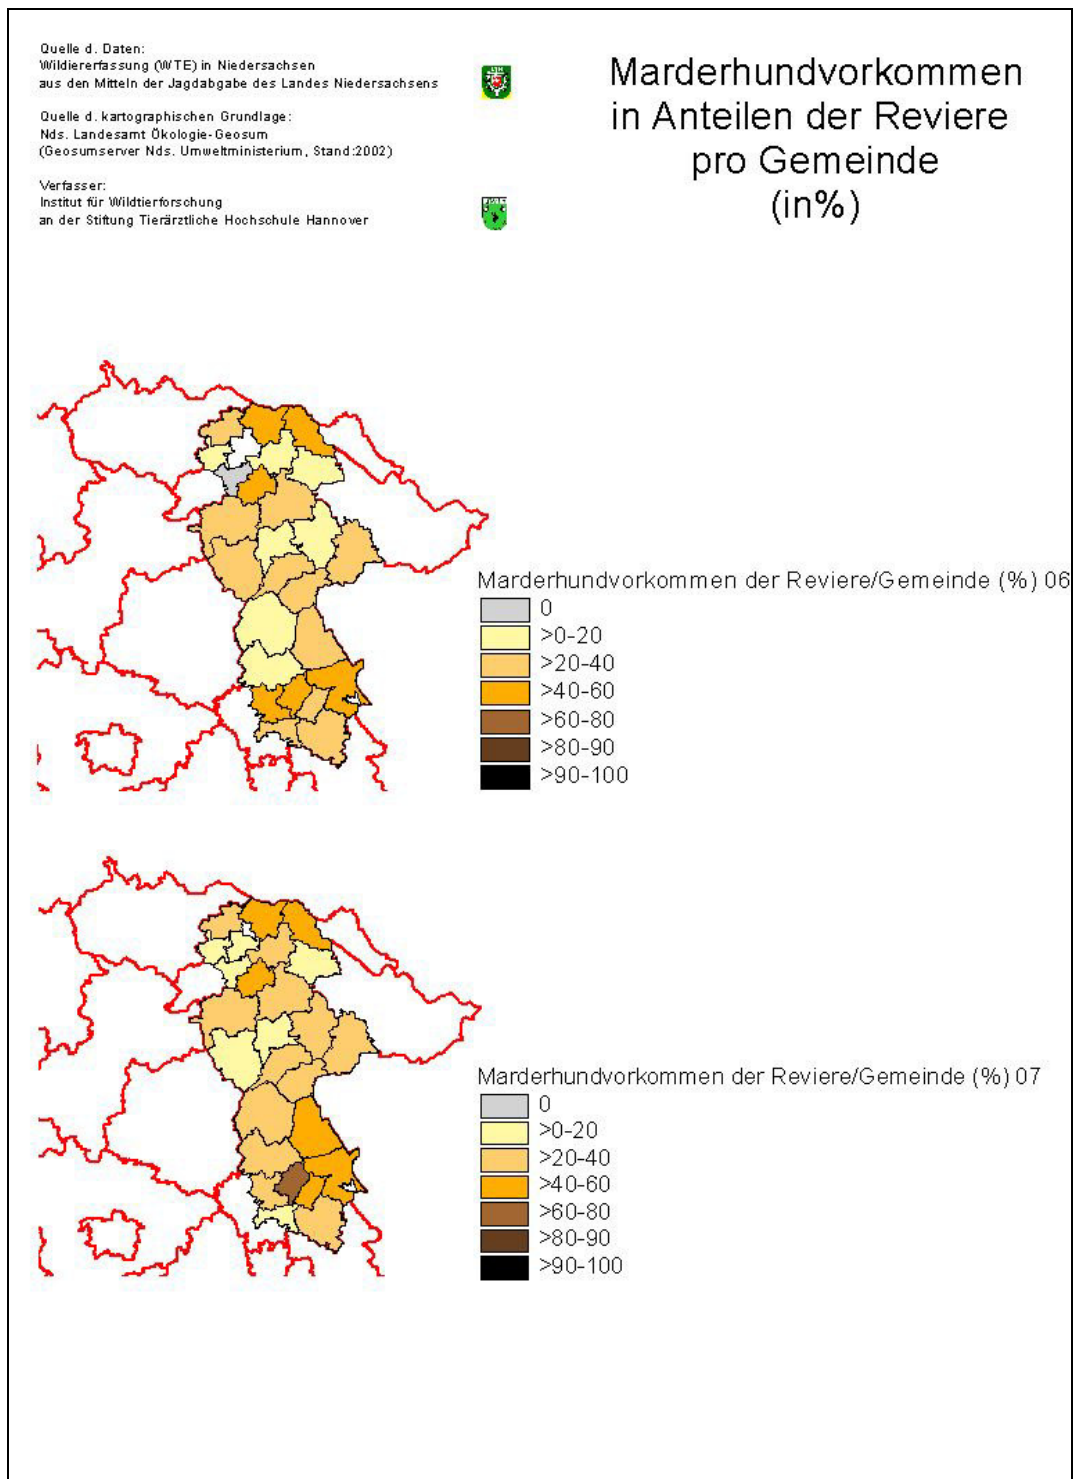 Quelle d. Daten:
Wildiererfassung (WTE) in Niedersachsen
aus den Mitteln der Jagdabgabe des Landes Niedersachsens
Quelle d. kartographischen Grundlage:
Nds. Landesamt Ökologie-Geosum
(Geosumserver Nds. Umweltministerium, Stand:2002)
Verfasser:
Institut für Wildtierforschung
an der Stiftung Tierärztliche Hochschule Hannover
Marderhundvorkommen
in Anteilen der Reviere
pro Gemeinde
(in%)
Marderhundvorkommen der Reviere/Gemeinde (%) 06
0
>0-20
>20-40
>40-60
>60-80
>80-90
>90-100
Marderhundvorkommen der Reviere/Gemeinde (%) 07
0
>0-20
>20-40
>40-60
>60-80
>80-90
>90-100